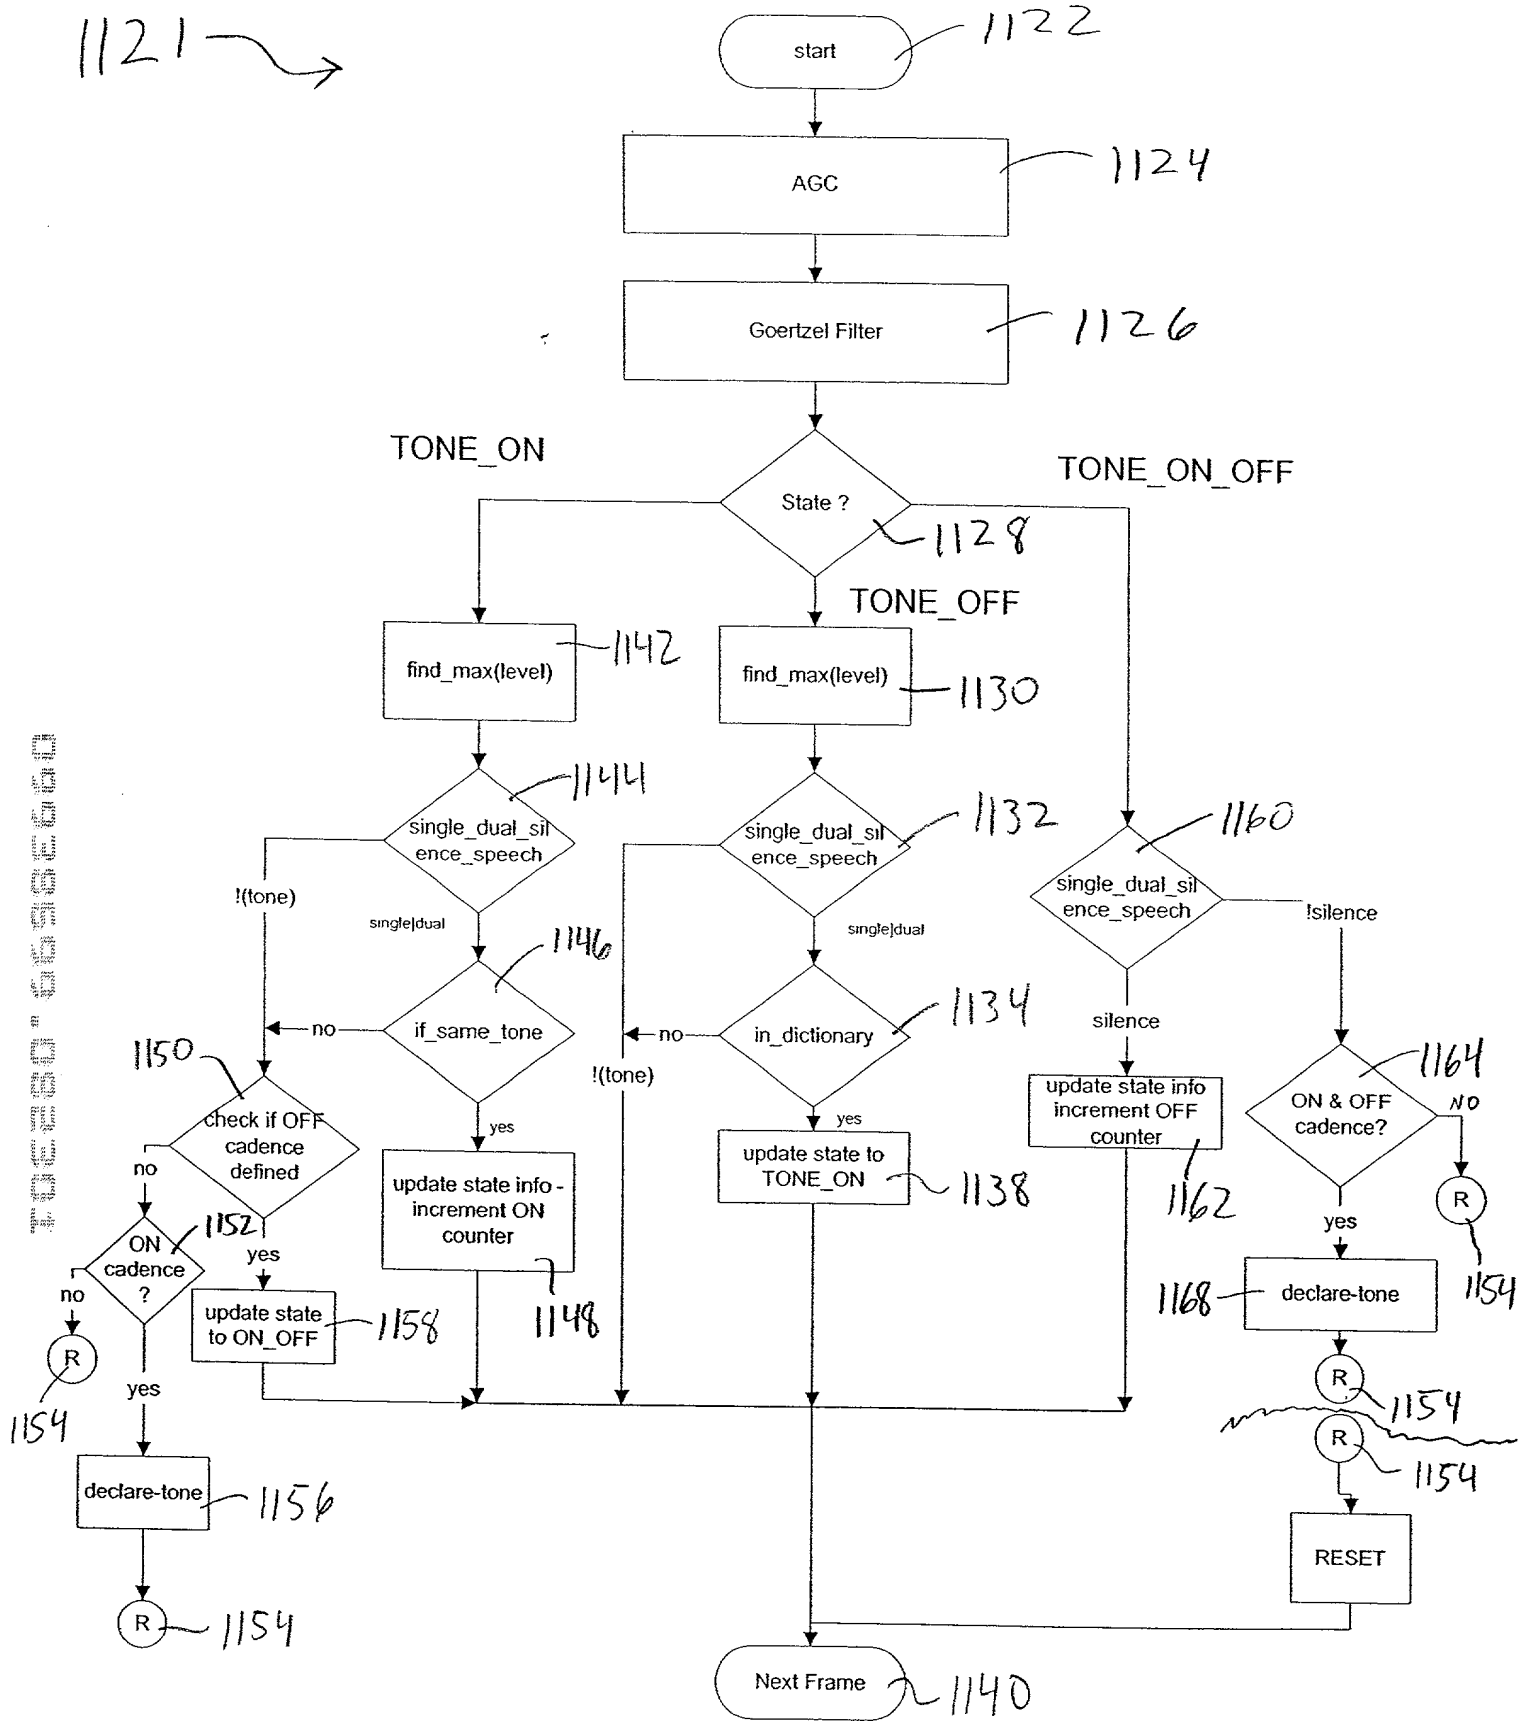 1121
start
1122
AGC
1124
Goertzel Filter
1126
TONE_ON
TONE_ON_OFF
State ?
1128
TONE_OFF
find_max(level)
1142
find_max(level)
1130
single_dual_sil
ence_speech
1144
single_dual_sil
ence_speech
1132
single_dual_sil
ence_speech
1160
!(tone)
single|dual
single|dual
!silence
if_same_tone
1146
no
in_dictionary
1134
no
!(tone)
silence
1150
check if OFF
cadence
defined
no
yes
yes
yes
update state info -
increment ON
counter
1148
update state to
TONE_ON
1138
update state info
increment OFF
counter
1162
ON & OFF
cadence?
1164
NO
R
1154
yes
ON
cadence
?
1152
no
R
1154
yes
update state
to ON_OFF
1158
declare-tone
1168
R
1154
R
1154
declare-tone
1156
R
1154
RESET
Next Frame
1140